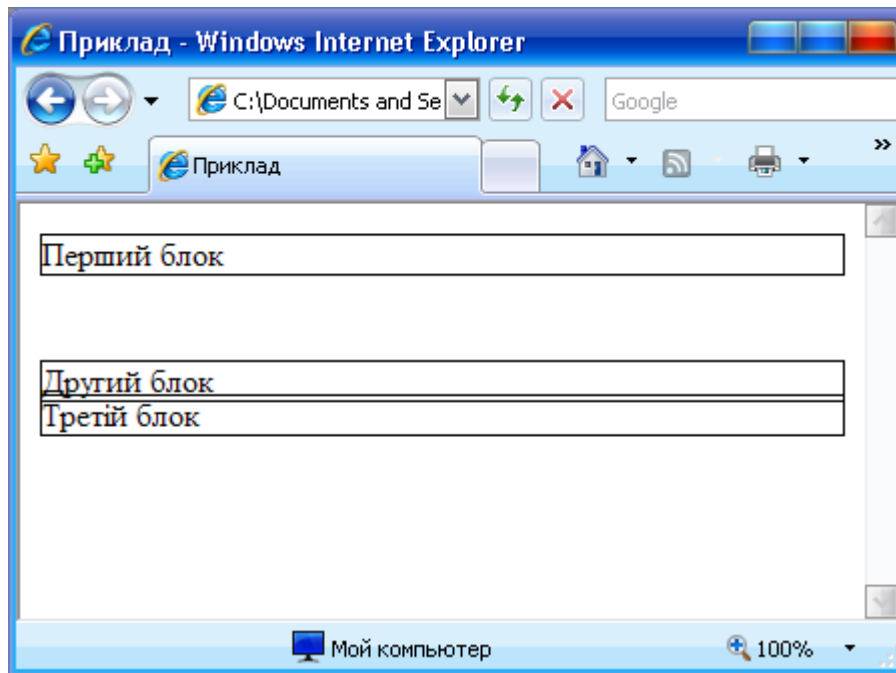 Приклад - Windows Internet Explorer
C:\Documents and Se
Google
Приклад
Перший блок
Другий блок
Третій блок
Мой компьютер
100%